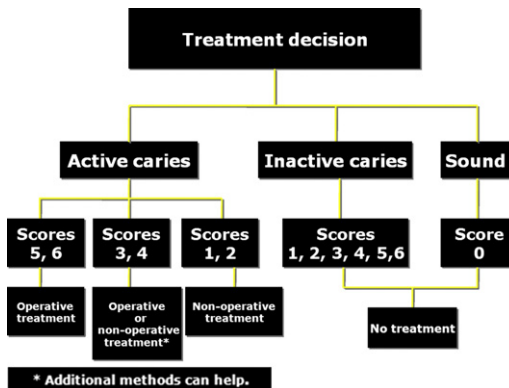 Treatment decision
Active caries
Inactive caries
Sound
Scores
5, 6
Scores
3, 4
Scores
1, 2
Scores
1, 2, 3, 4, 5,6
Score
0
Operative
treatment
Operative
or
non-operative
treatment*
Non-operative
treatment
No treatment
* Additional methods can help.